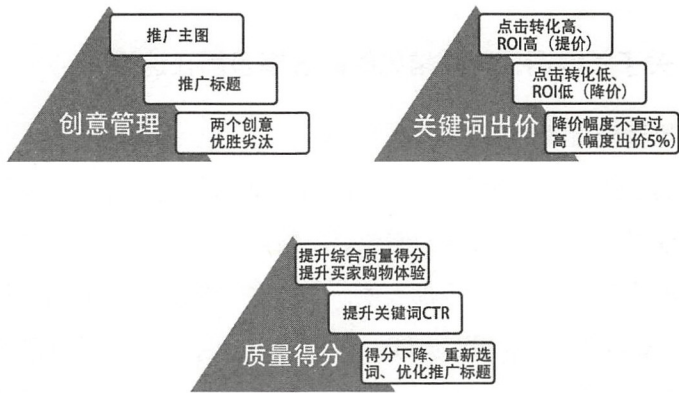 推广主图
推广标题
创意管理
两个创意
优胜劣汰
点击转化高、
ROI高（提价）
点击转化低、
ROI低（降价）
关键词出价
降价幅度不宜过
高（幅度出价5%）
提升综合质量得分
提升买家购物体验
提升关键词CTR
质量得分
得分下降、重新选
词、优化推广标题